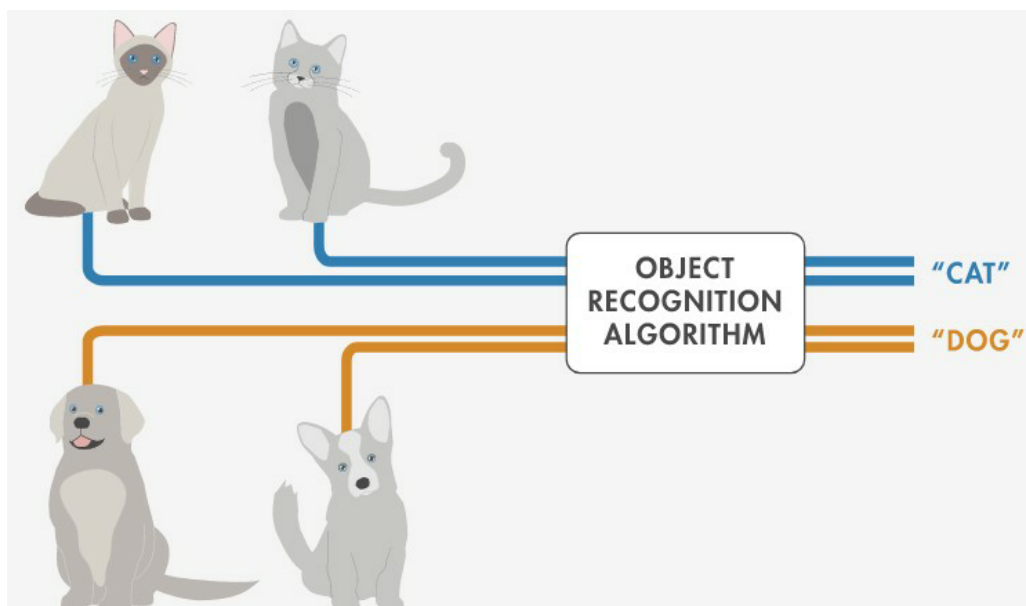 OBJECT
RECOGNITION
ALGORITHM
“CAT”
“DOG”